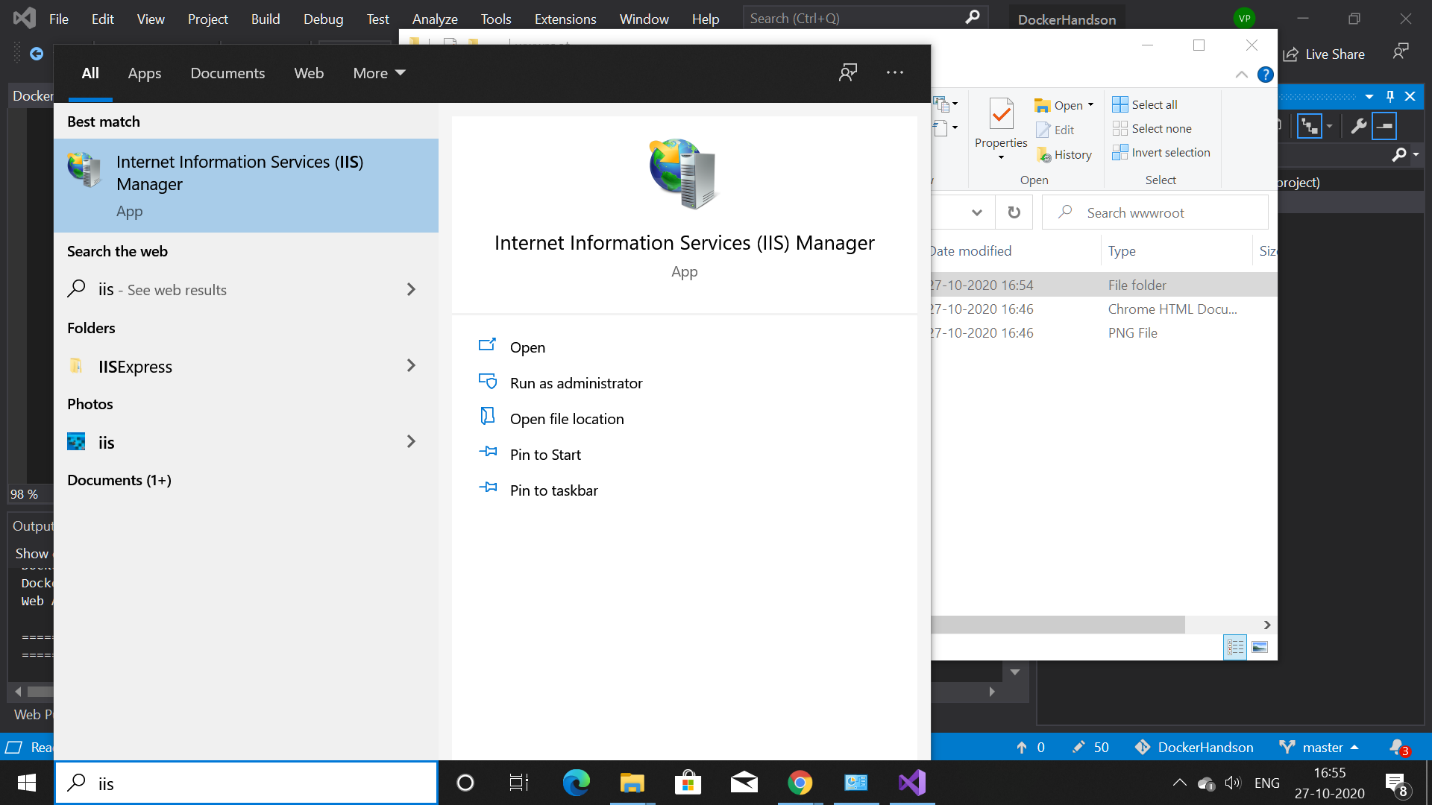 File Edit View Project Build Debug Test Analyze Tools Extensions Window Help Search (Ctrl+Q) DockerHandson VP
Live Share
All Apps Documents Web More
Best match
Internet Information Services (IIS)
Manager
App
Search the web
iis - See web results
Folders
IISExpress
Photos
iis
Documents (1+)
Internet Information Services (IIS) Manager
App
Open
Run as administrator
Open file location
Pin to Start
Pin to taskbar
Properties
Open
Edit
History
Open
Select all
Select none
Invert selection
Select
Search wwwroot
Date modified Type
27-10-2020 16:54 File folder
27-10-2020 16:46 Chrome HTML Docu...
27-10-2020 16:46 PNG File
project)
98 %
Show
Web
0 50 DockerHandson master 3
iis
ENG
16:55
27-10-2020
8